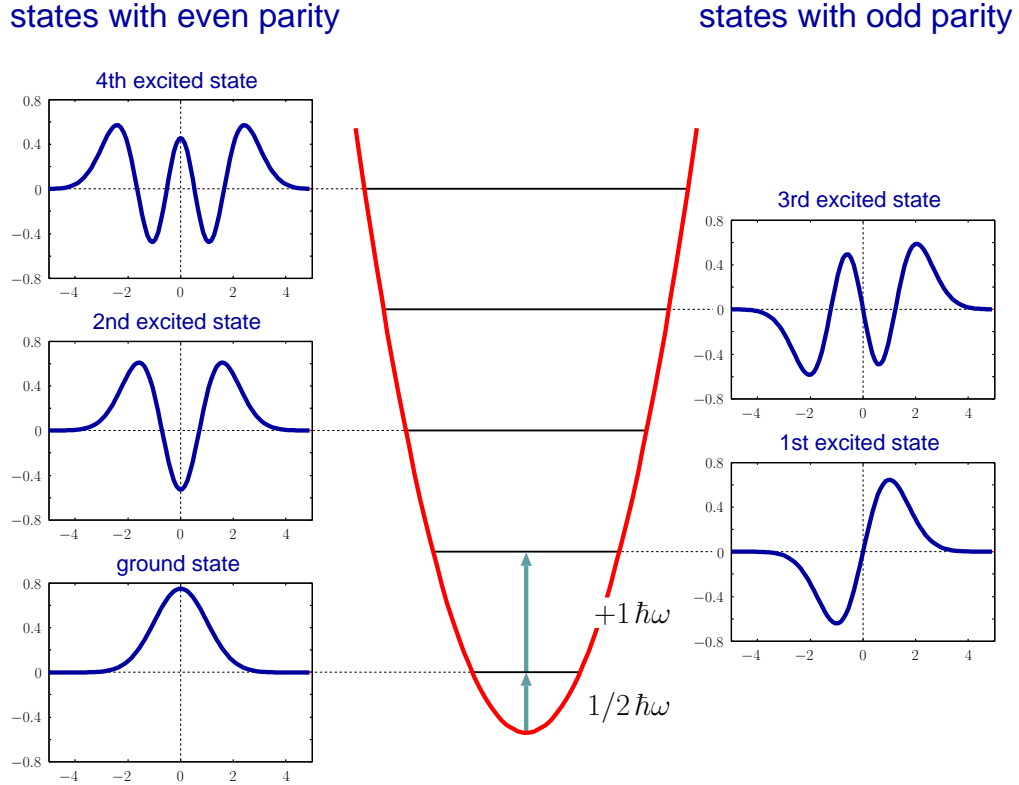 states with even parity
states with odd parity
4th excited state
0.8
0.4
0
−0.4
−0.8
−4 −2 0 2 4
3rd excited state
0.8
0.4
0
−0.4
−0.8
−4 −2 0 2 4
2nd excited state
0.8
0.4
0
−0.4
−0.8
−4 −2 0 2 4
1st excited state
0.8
0.4
0
−0.4
−0.8
−4 −2 0 2 4
ground state
0.8
0.4
0
−0.4
−0.8
−4 −2 0 2 4
+1 ℏω
1/2 ℏω